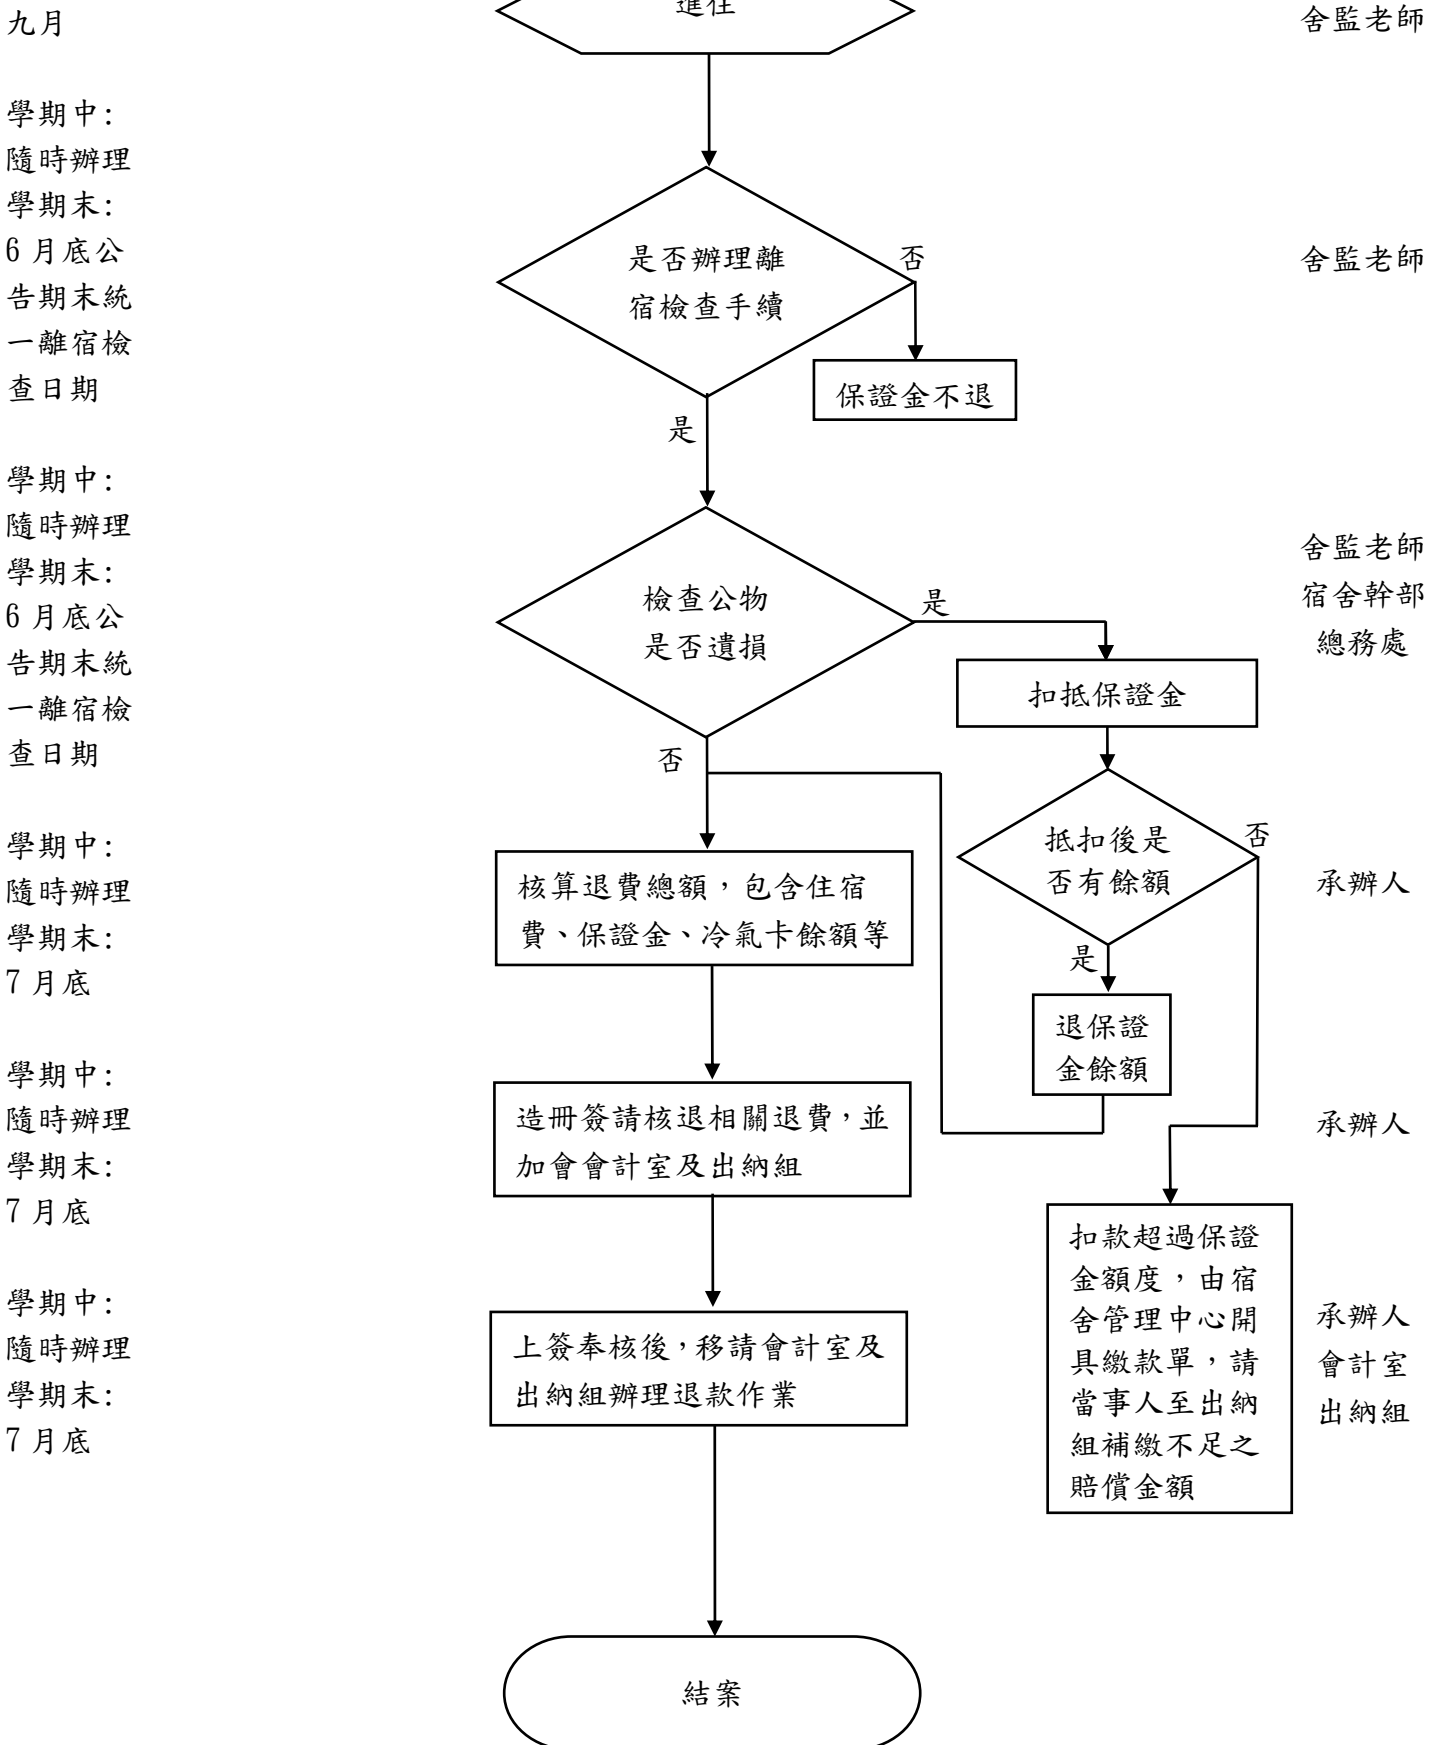 進住
九月
舍監老師
學期中:
隨時辦理
學期末:
6月底公
告期末統
一離宿檢
查日期
是否辦理離
宿檢查手續
否
舍監老師
保證金不退
是
學期中:
隨時辦理
學期末:
6月底公
告期末統
一離宿檢
查日期
檢查公物
是否遺損
是
舍監老師
宿舍幹部
總務處
扣抵保證金
否
抵扣後是
否有餘額
否
是
學期中:
隨時辦理
學期末:
7月底
核算退費總額，包含住宿
費、保證金、冷氣卡餘額等
承辦人
退保證
金餘額
學期中:
隨時辦理
學期末:
7月底
造冊簽請核退相關退費，並
加會會計室及出納組
承辦人
扣款超過保證
金額度，由宿
舍管理中心開
具繳款單，請
當事人至出納
組補繳不足之
賠償金額
學期中:
隨時辦理
學期末:
7月底
上簽奉核後，移請會計室及
出納組辦理退款作業
承辦人
會計室
出納組
結案